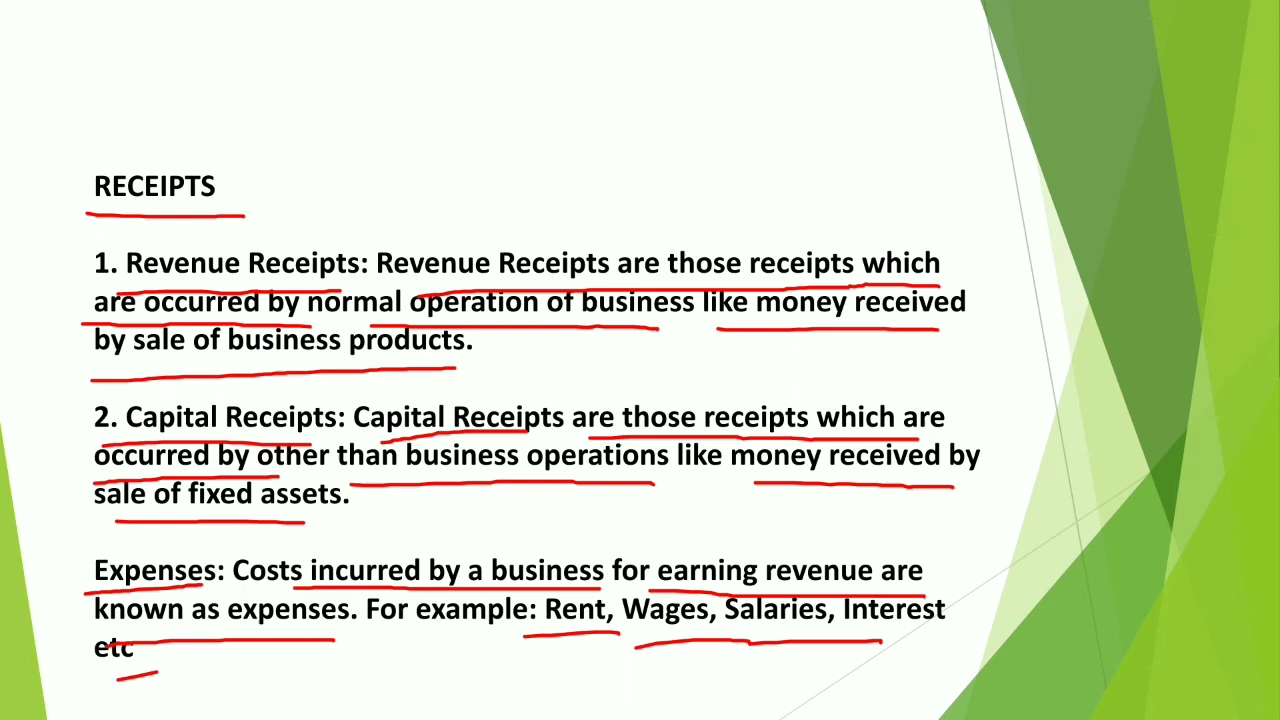 RECEIPTS
1. Revenue Receipts: Revenue Receipts are those receipts which
are occurred by normal operation of business like money received
by sale of business products.
2. Capital Receipts: Capital Receipts are those receipts which are
occurred by other than business operations like money received by
sale of fixed assets.
Expenses: Costs incurred by a business for earning revenue are
known as expenses. For example: Rent, Wages, Salaries, Interest
etc